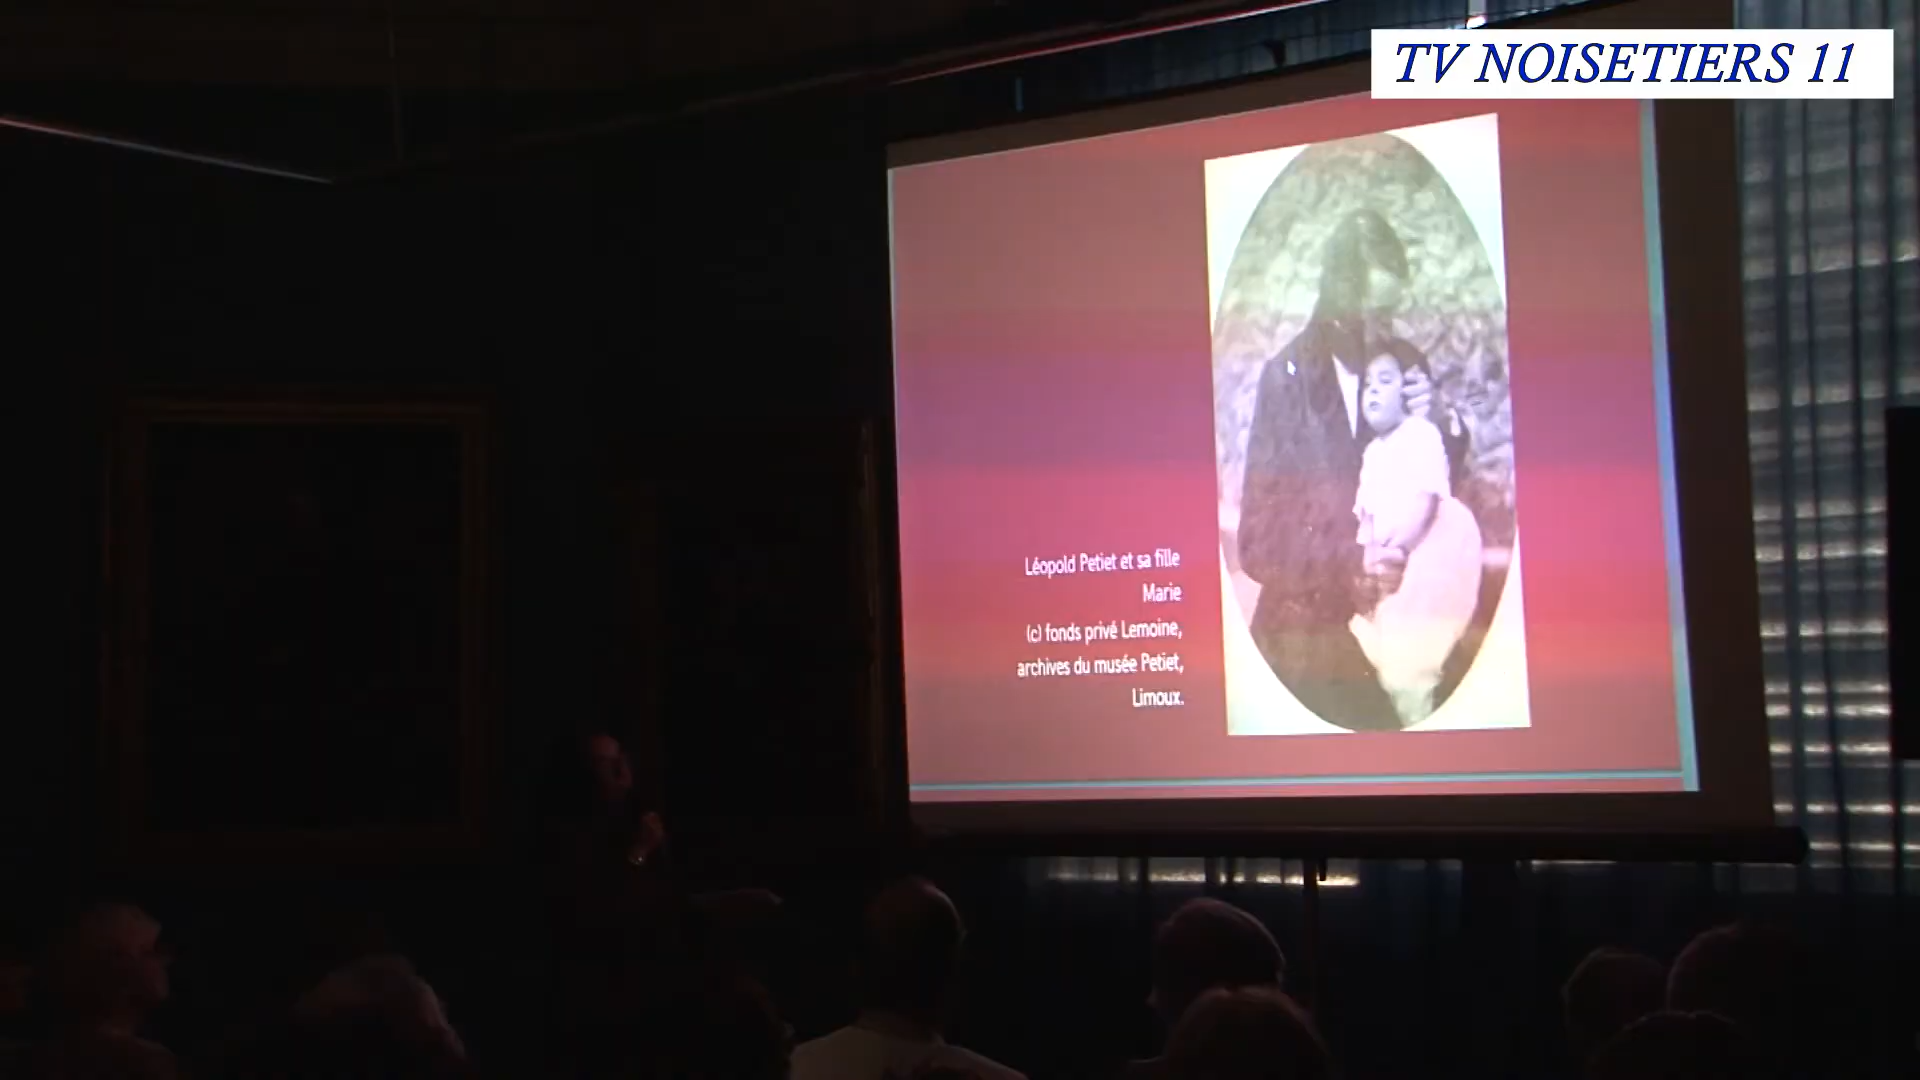 TV NOISETIERS 11
Léopold Petiet et sa fille
Marie
(c) fonds privé Lemoine,
archives du musée Petiet,
Limoux.